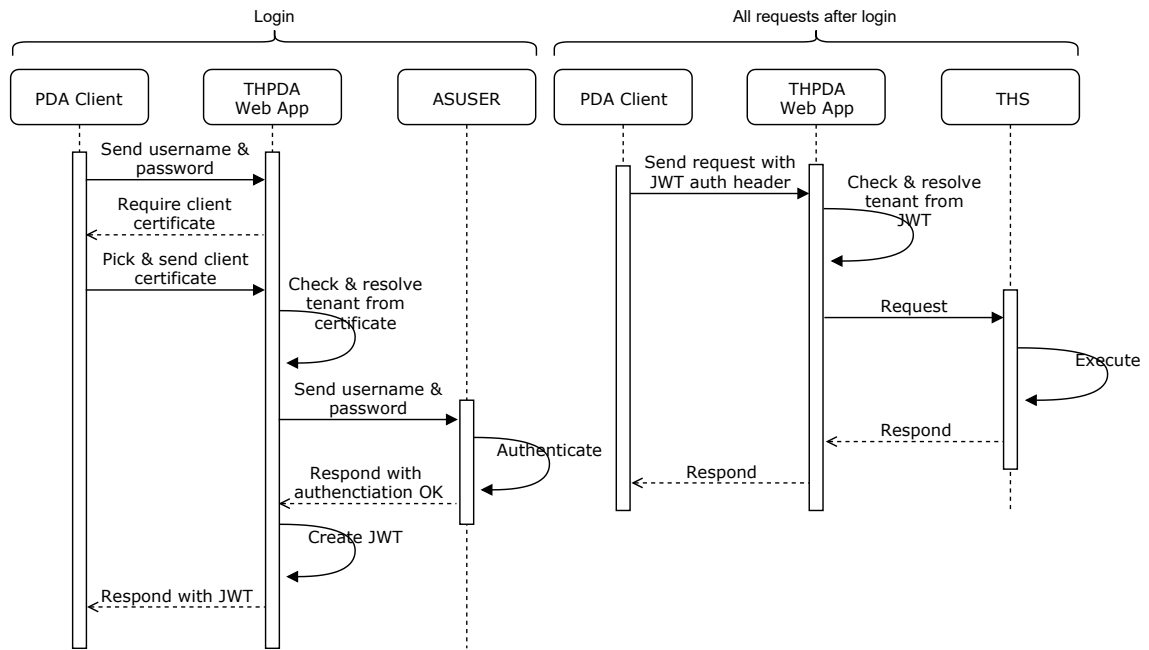 Login
All requests after login
PDA Client
THPDA
Web App
ASUSER
PDA Client
THPDA
Web App
THS
Send username &
password
Require client
certificate
Pick & send client
certificate
Check & resolve
tenant from
certificate
Send username &
password
Authenticate
Respond with
authenctiation OK
Create JWT
Respond with JWT
Send request with
JWT auth header
Check & resolve
tenant from
JWT
Request
Execute
Respond
Respond